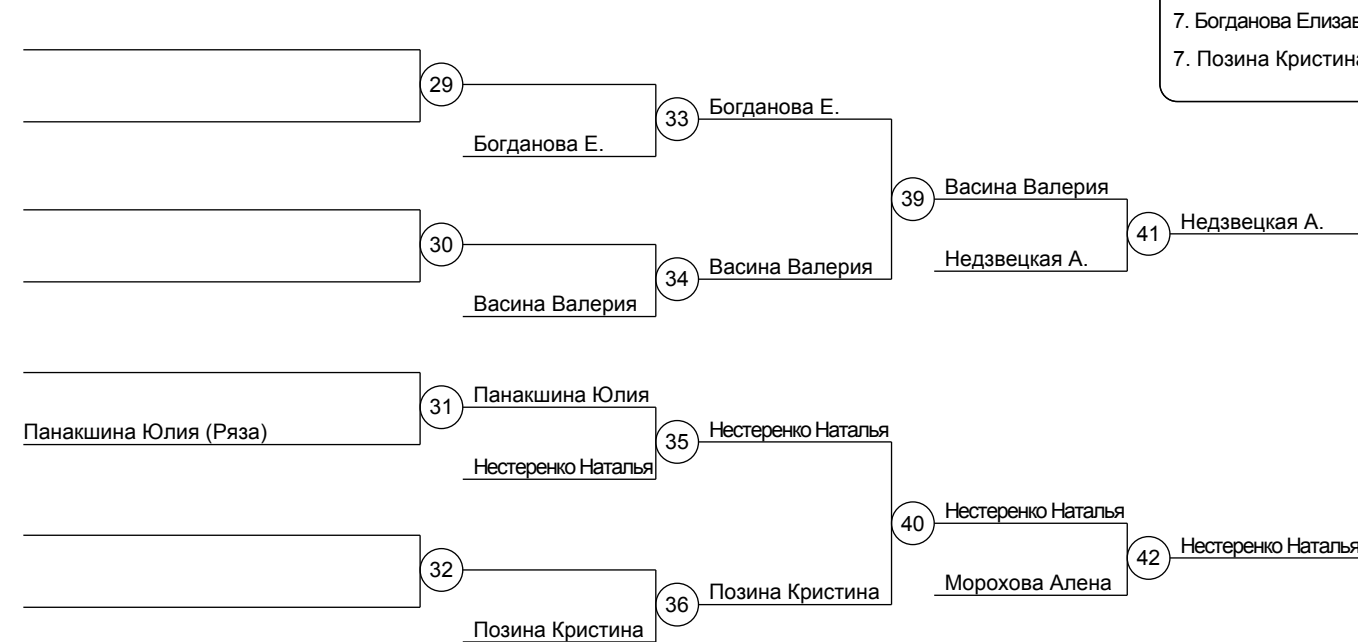 7. Богданова Елизав
7. Позина Кристина
29
33
Богданова Е.
Богданова Е.
39
Васина Валерия
30
41
Недзвецкая А.
34
Васина Валерия
Недзвецкая А.
Васина Валерия
31
Панакшина Юлия
Панакшина Юлия (Ряза)
35
Нестеренко Наталья
Нестеренко Наталья
40
Нестеренко Наталья
32
42
Нестеренко Наталья
36
Позина Кристина
Морохова Алена
Позина Кристина